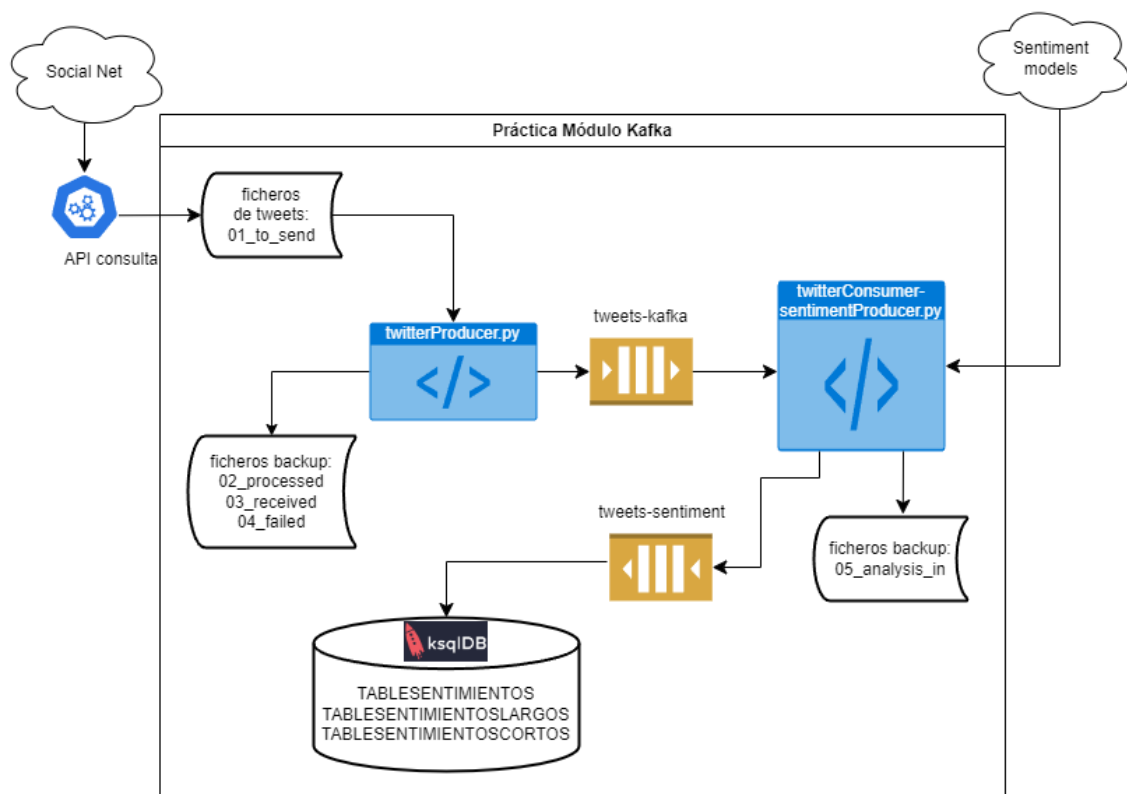 Social Net
Sentiment
models
Práctica Módulo Kafka
ficheros
de tweets:
01_to_send
API consulta
twitterProducer.py
tweets-kafka
twitterConsumer-
sentimentProducer.py
ficheros backup:
02_processed
03_received
04_failed
tweets-sentiment
ficheros backup:
05_analysis_in
ksqlDB
TABLESENTIMIENTOS
TABLESENTIMIENTOSLARGOS
TABLESENTIMIENTOSCORTOS